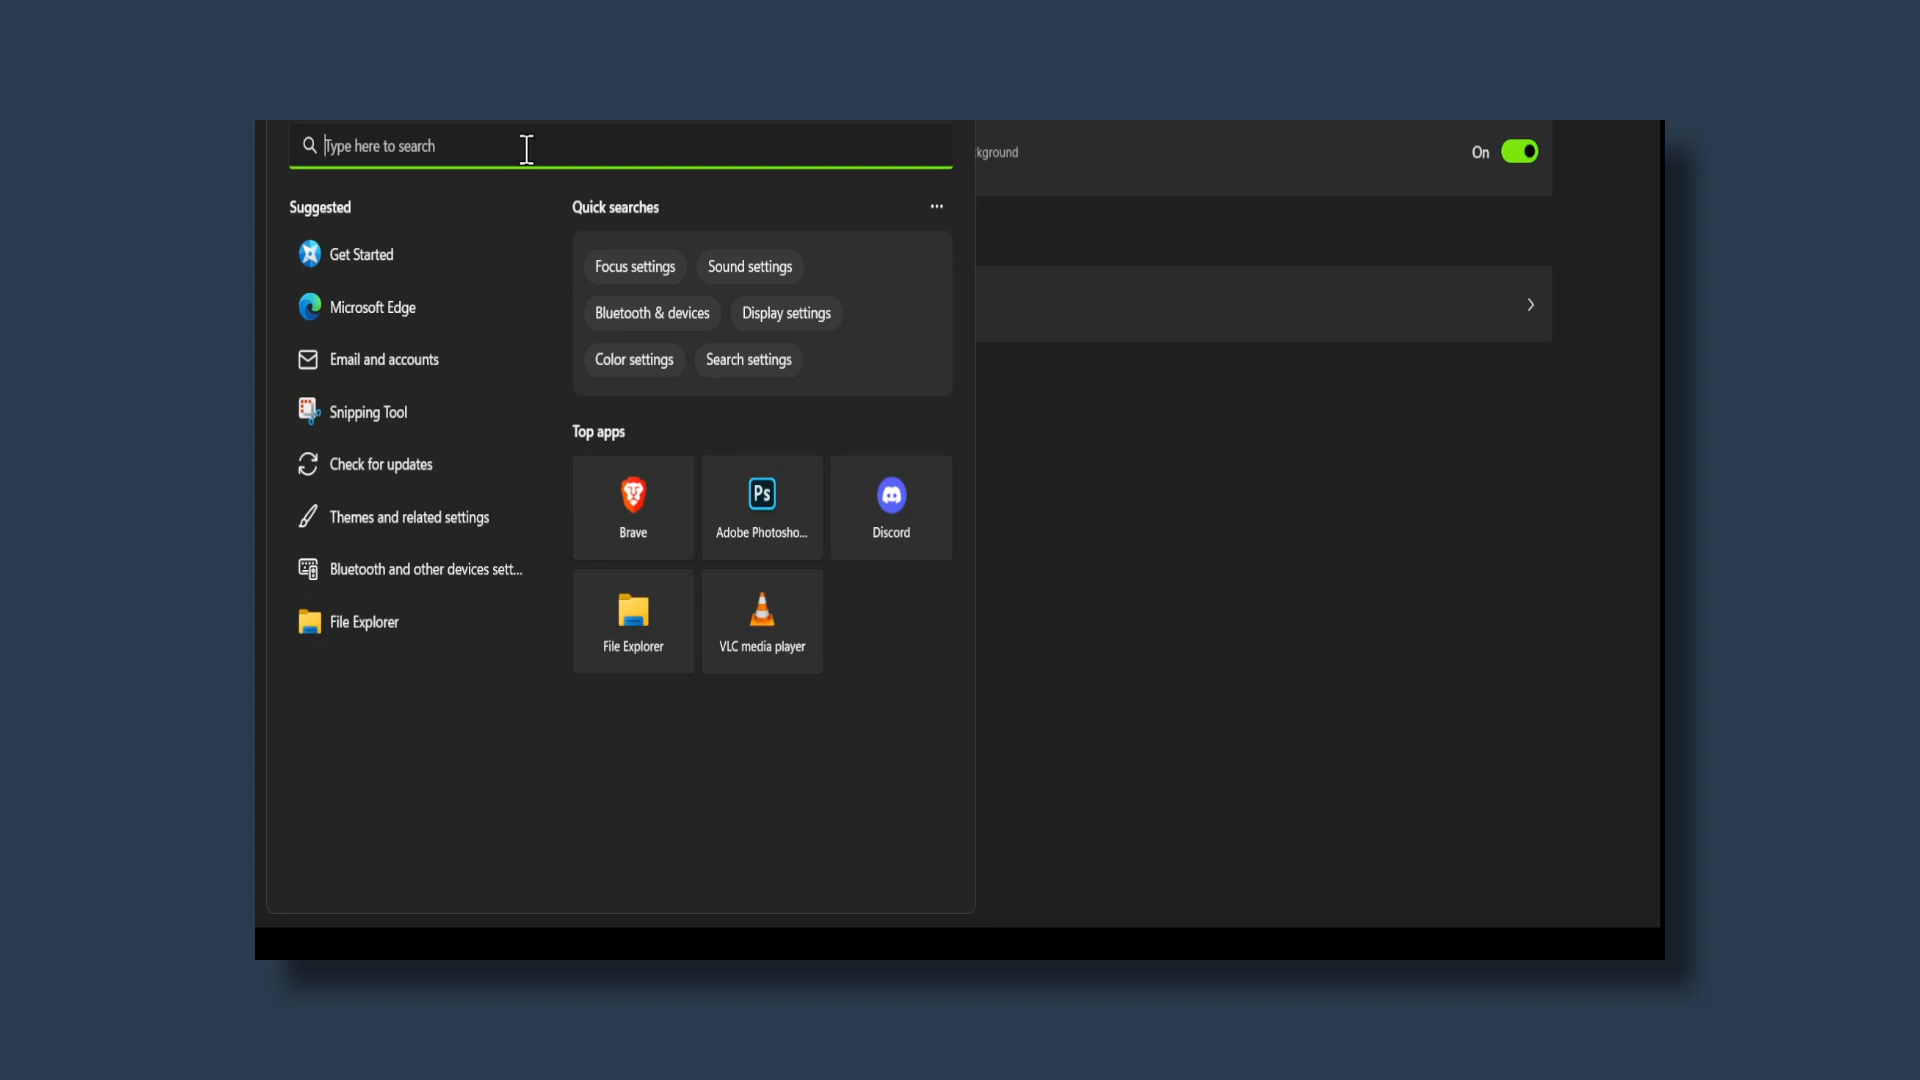 Type here to search
kground
On
Suggested
Quick searches
Get Started
Microsoft Edge
Email and accounts
Snipping Tool
Check for updates
Themes and related settings
Bluetooth and other devices sett...
File Explorer
Focus settings
Sound settings
Bluetooth & devices
Display settings
Color settings
Search settings
Top apps
Ps
Brave
Adobe Photosho...
Discord
File Explorer
VLC media player